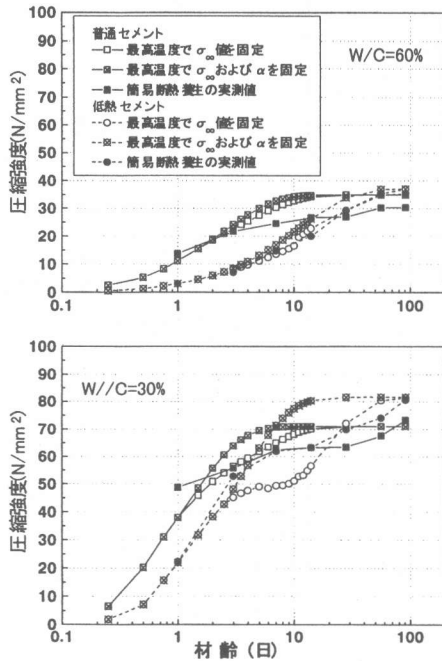 圧縮強度(N/mm²)
100
90
80
70
60
50
40
30
20
10
0
普通セメント
最高温度でσ∞値を固定
最高温度でσ∞および αを固定
簡易断熱養生の実測値
低熱セメント
最高温度でσ∞値を固定
最高温度でσ∞および αを固定
簡易断熱養生の実測値
W/C=60%
0.1 1 10 100
圧縮強度(N/mm²)
100
90
80
70
60
50
40
30
20
10
0
W//C=30%
0.1 1 10 100
材 齢 (日)